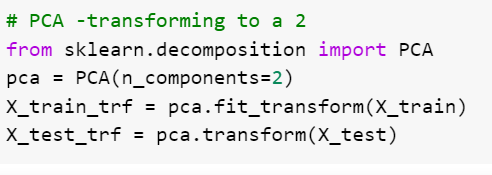 # PCA -transforming to a 2
from sklearn.decomposition import PCA
pca = PCA(n_components=2)
X_train_trf = pca.fit_transform(X_train)
X_test_trf = pca.transform(X_test)